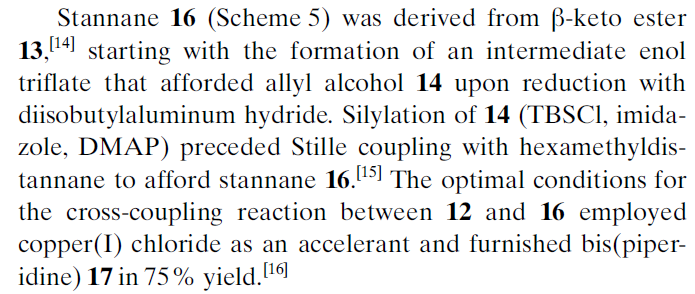 Stannane 16 (Scheme 5) was derived from β-keto ester
13,[14] starting with the formation of an intermediate enol
triflate that afforded allyl alcohol 14 upon reduction with
diisobutylaluminum hydride. Silylation of 14 (TBSCl, imida-
zole, DMAP) preceded Stille coupling with hexamethyldis-
tannane to afford stannane 16.[15] The optimal conditions for
the cross-coupling reaction between 12 and 16 employed
copper(I) chloride as an accelerant and furnished bis(piper-
idine) 17 in 75 % yield.[16]